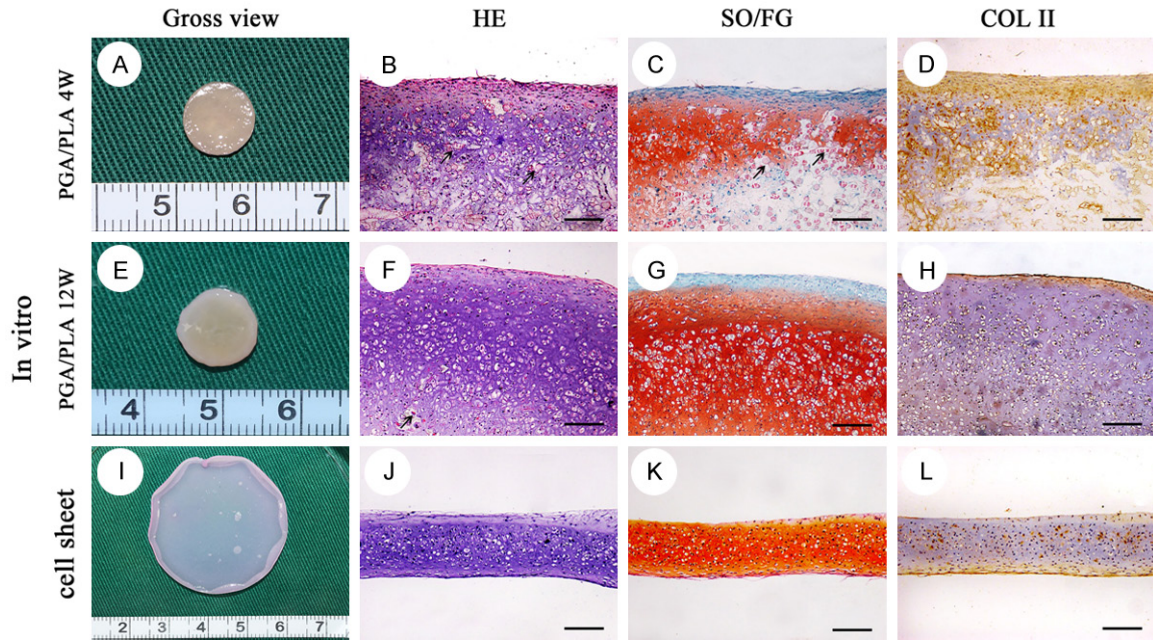 Gross view HE SO/FG COL II
In vitro
PGA/PLA 4W
A B C D
5 6 7
PGA/PLA 12W
E F G H
4 5 6
cell sheet
I J K L
2 3 4 5 6 7